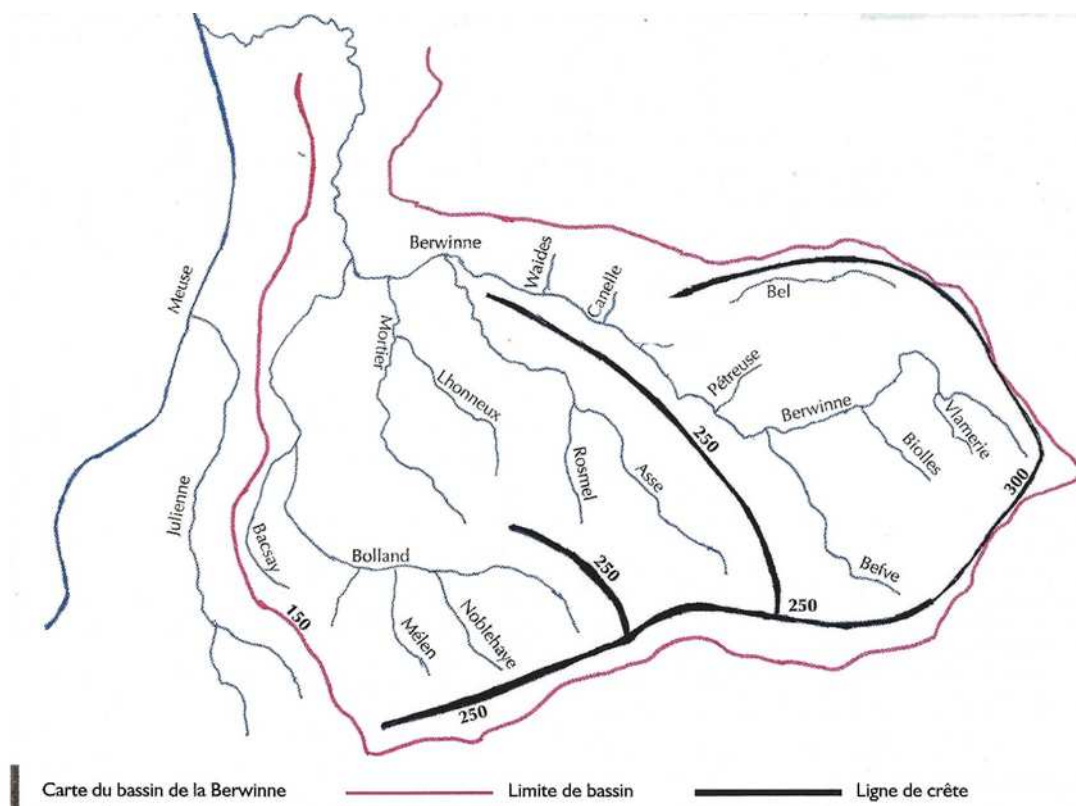 Berwinne
Waides
Canelle
Bel
Meuse
Mortier
Lhonneux
Pétreuse
Berwinne
Vlamerie
Biolles
250
Rosmel
Asse
300
Julienne
Bacsay
Bolland
250
Befve
250
150
Mélen
Noblehaye
250
Carte du bassin de la Berwinne Limite de bassin Ligne de crête